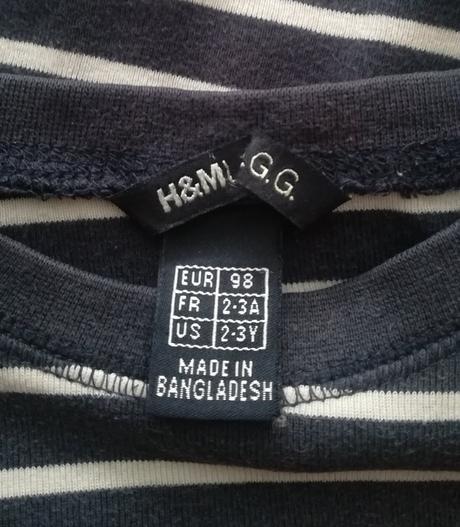 H&M L.O.G.G.
EUR 98
FR 2-3A
US 2-3Y
MADE IN
BANGLADESH